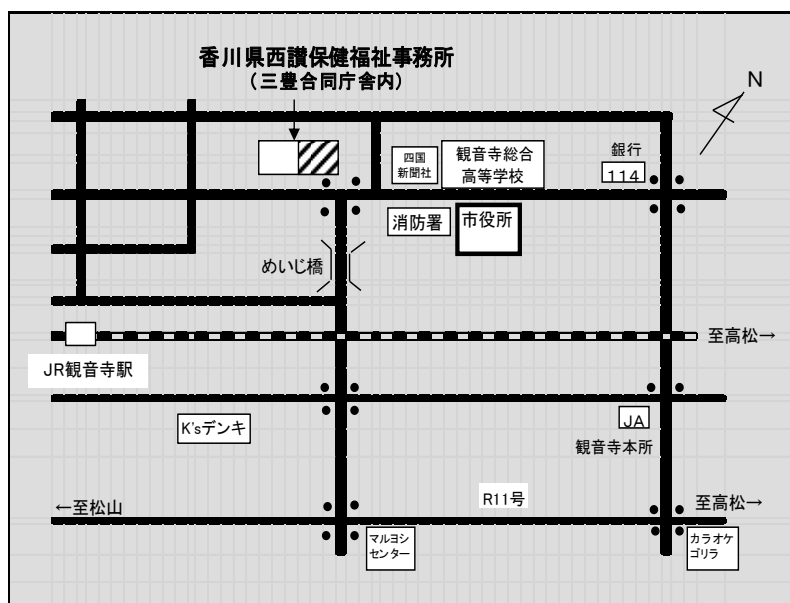 香川県西讃保健福祉事務所
(三豊合同庁舎内)
N
四国
新聞社
観音寺総合
高等学校
銀行
114
消防署
市役所
めいじ橋
至高松→
JR観音寺駅
K'sデンキ
JA
観音寺本所
←至松山
R11号
至高松→
マルヨシ
センター
カラオケ
ゴリラ